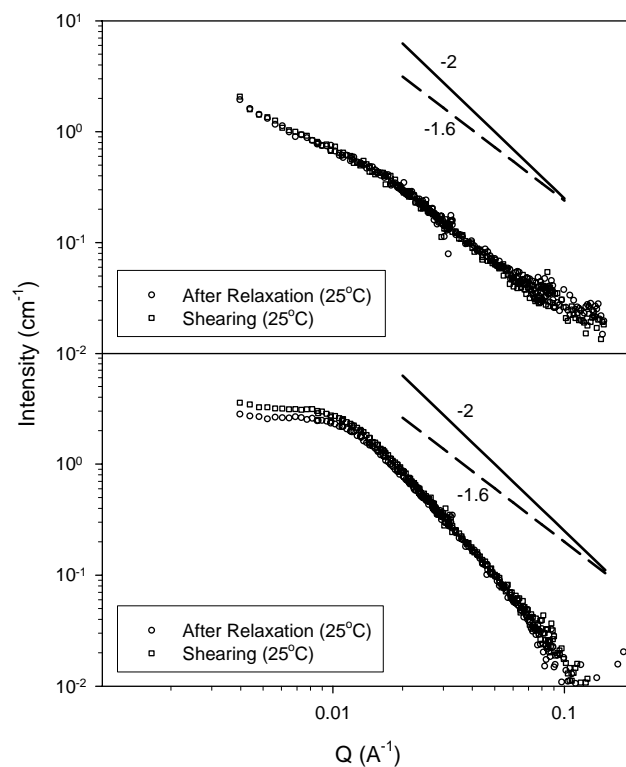 10¹
-2
10⁰
-1.6
10⁻¹
After Relaxation (25°C)
Shearing (25°C)
10⁻²
Intensity (cm⁻¹)
-2
10⁰
-1.6
10⁻¹
After Relaxation (25°C)
Shearing (25°C)
10⁻²
0.01 0.1
Q (A⁻¹)